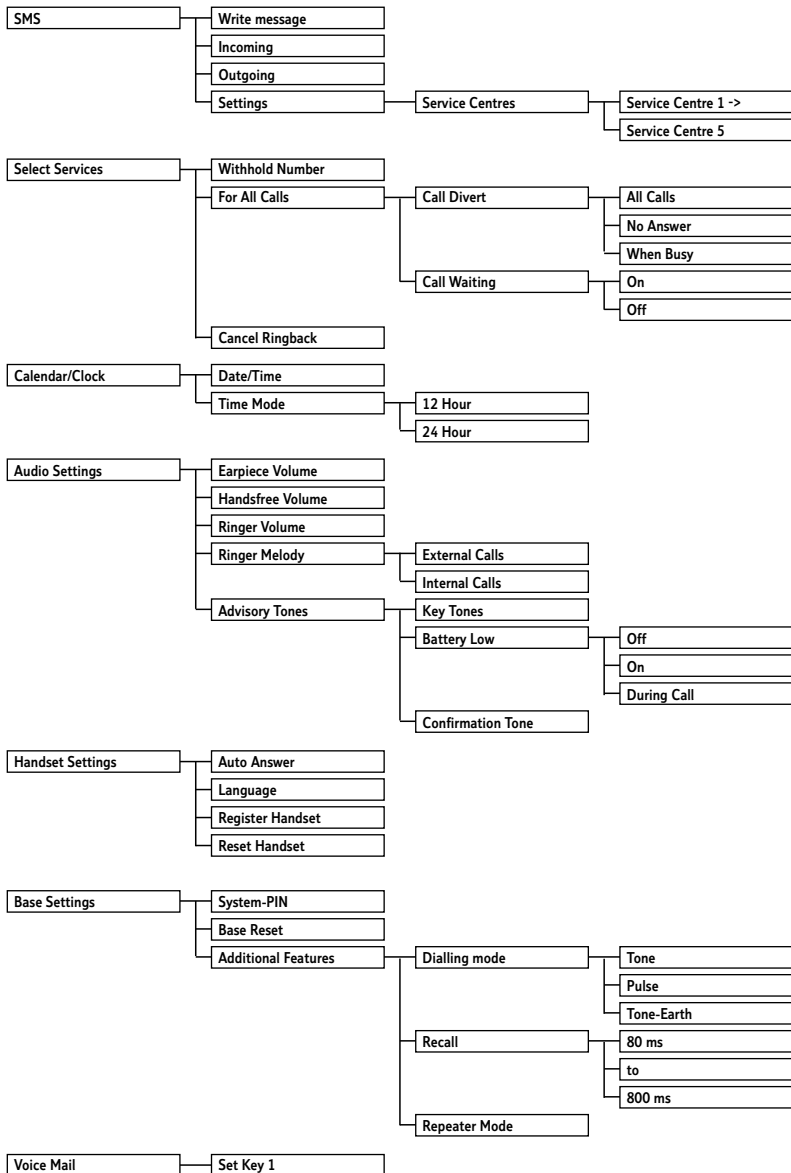 SMS Write message
Incoming
Outgoing
Settings Service Centres Service Centre 1 ->
Service Centre 5
Select Services Withhold Number
For All Calls Call Divert All Calls
No Answer
When Busy
Call Waiting On
Off
Cancel Ringback
Calendar/Clock Date/Time
Time Mode 12 Hour
24 Hour
Audio Settings Earpiece Volume
Handsfree Volume
Ringer Volume
Ringer Melody External Calls
Internal Calls
Advisory Tones Key Tones
Battery Low Off
On
During Call
Confirmation Tone
Handset Settings Auto Answer
Language
Register Handset
Reset Handset
Base Settings System-PIN
Base Reset
Additional Features Dialling mode Tone
Pulse
Tone-Earth
Recall 80 ms
to
800 ms
Repeater Mode
Voice Mail Set Key 1